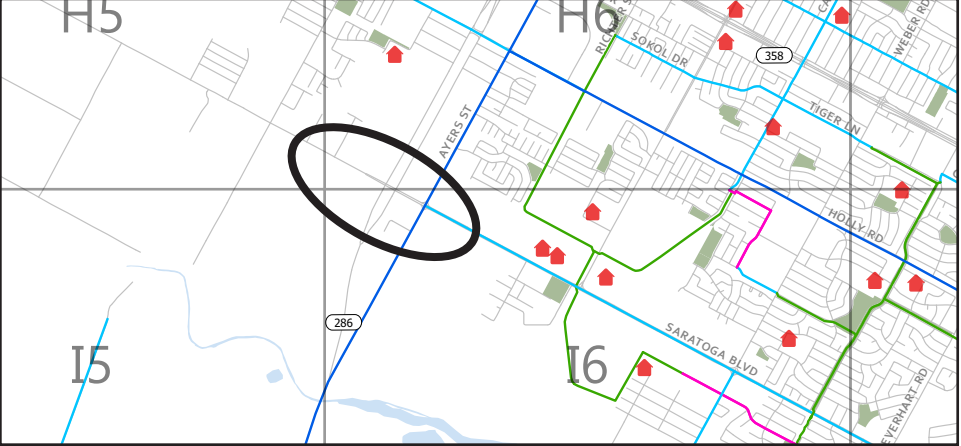 H5
H6
SOKOL DR
358
WEBER RD
AYERS ST
TIGER LN
HOLLY RD
286
SARATOGA BLVD
I5
I6
EVERHART RD